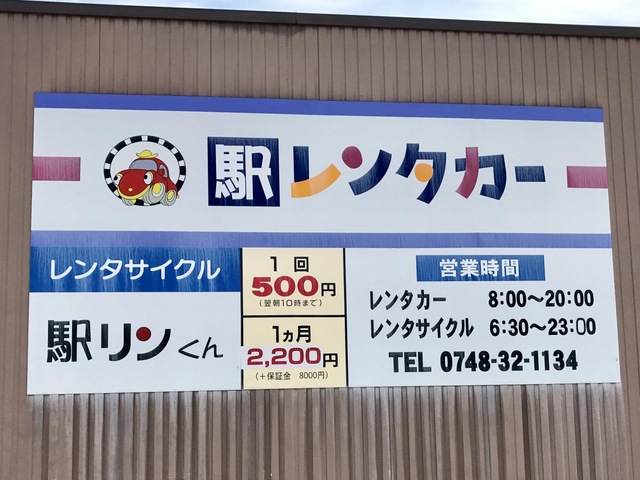 駅レンタカー
レンタサイクル
駅リンくん
1回
500円
(翌朝10時まで)
1ヵ月
2,200円
(+保証金 8000円)
営業時間
レンタカー 8:00〜20:00
レンタサイクル 6:30〜23:00
TEL 0748-32-1134